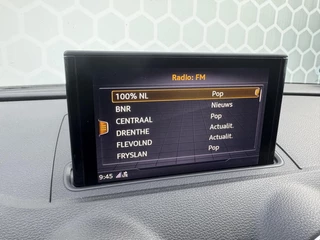 Radio: FM
100% NL Pop
BNR Nieuws
CENTRAAL Pop
DRENTHE Actualit.
FLEVOLND Actualit.
FRYSLAN Pop
9:45